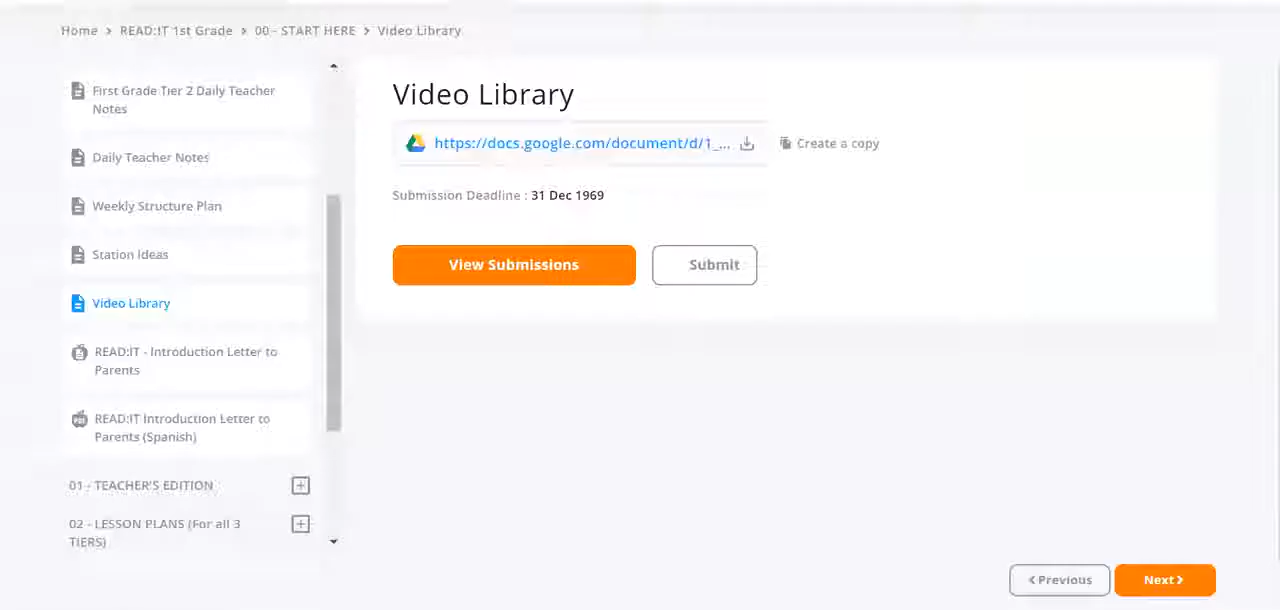 Home > READ:IT 1st Grade > 00 - START HERE > Video Library
First Grade Tier 2 Daily Teacher
Notes
Daily Teacher Notes
Weekly Structure Plan
Station Ideas
Video Library
READ:IT - Introduction Letter to
Parents
READ:IT Introduction Letter to
Parents (Spanish)
01 - TEACHER'S EDITION
02 - LESSON PLANS (For all 3
TIERS)
Video Library
https://docs.google.com/document/d/1_...
Create a copy
Submission Deadline : 31 Dec 1969
View Submissions
Submit
< Previous
Next >